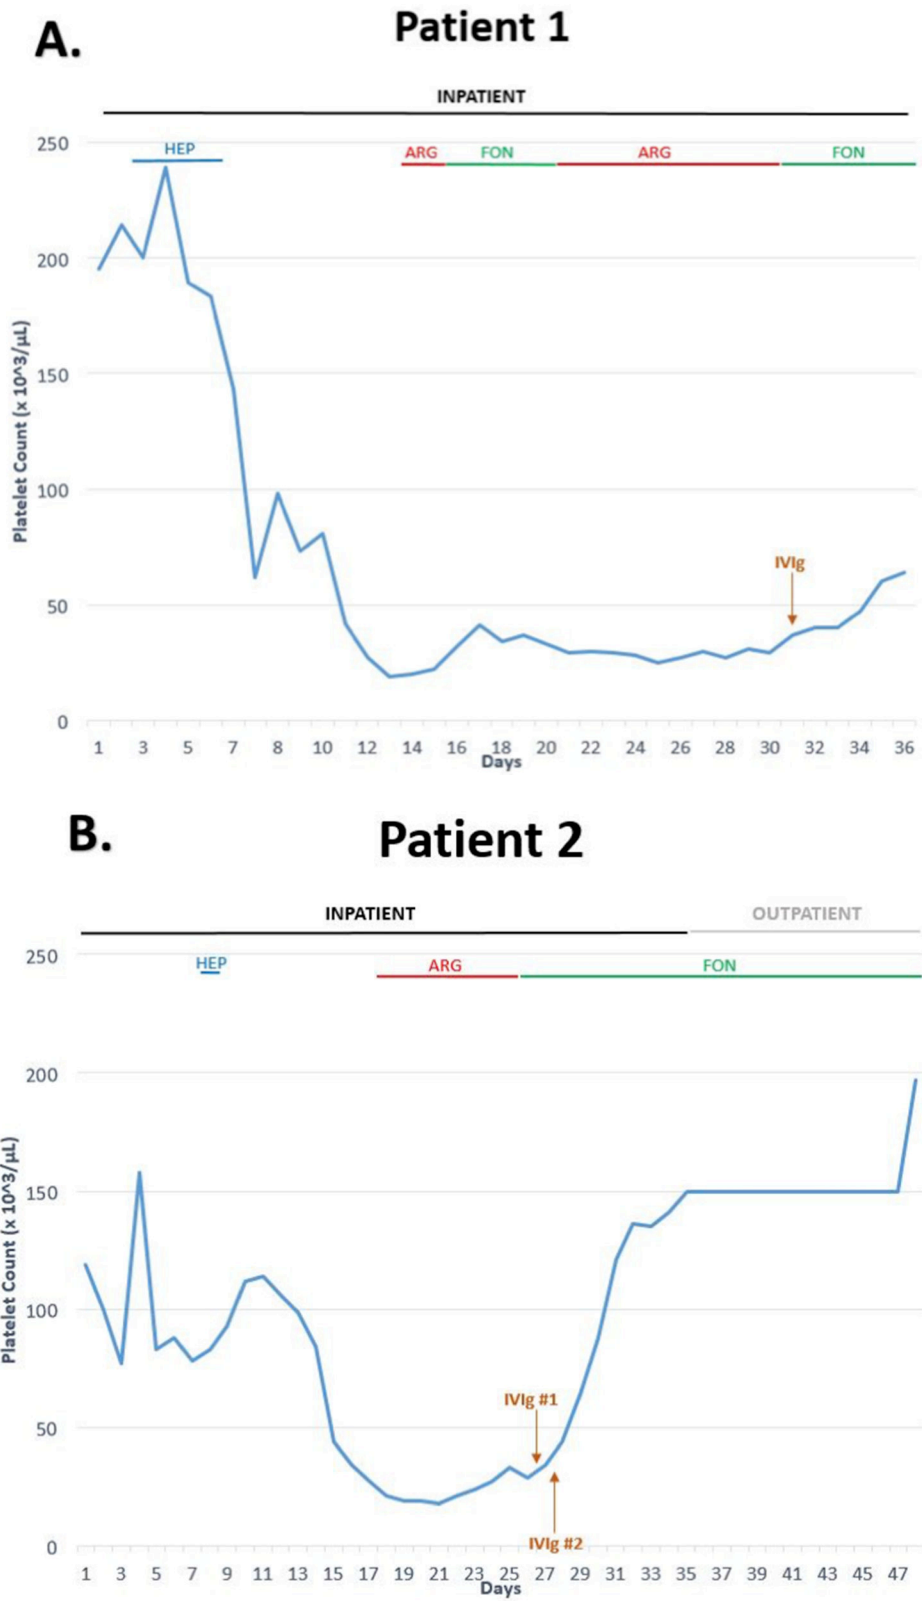 A.
Patient 1
INPATIENT
HEP
ARG
FON
ARG
FON
250
200
150
100
50
0
Platelet Count (x 10^3/µL)
IVIg
1 3 5 7 8 10 12 14 16 18 20 22 24 26 28 30 32 34 36
Days
B.
Patient 2
INPATIENT
OUTPATIENT
HEP
ARG
FON
250
200
150
100
50
0
Platelet Count (x 10^3/µL)
IVIg #1
IVIg #2
1 3 5 7 9 11 13 15 17 19 21 23 25 27 29 31 33 35 37 39 41 43 45 47
Days